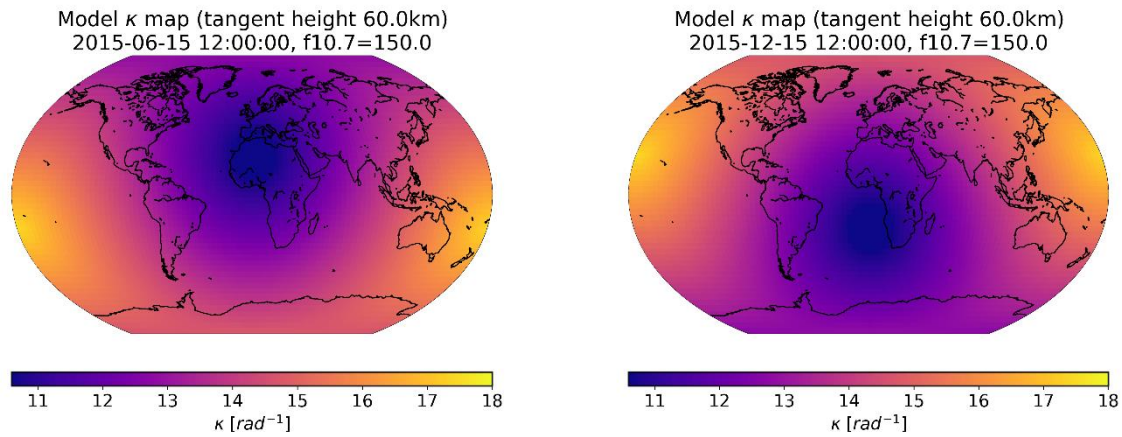 Model κ map (tangent height 60.0km)
2015-06-15 12:00:00, f10.7=150.0
11 12 13 14 15 16 17 18
κ [rad⁻¹]
Model κ map (tangent height 60.0km)
2015-12-15 12:00:00, f10.7=150.0
11 12 13 14 15 16 17 18
κ [rad⁻¹]